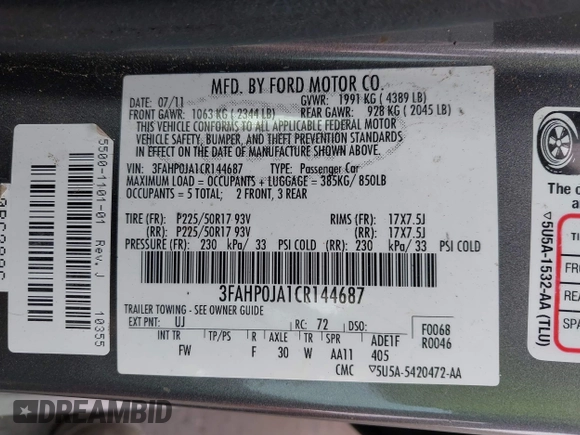 MFD. BY FORD MOTOR CO.
DATE: 07/11 GVWR: 1991 KG ( 4389 LB)
FRONT GAWR: 1063 KG ( 2344 LB) REAR GAWR: 928 KG ( 2045 LB)
THIS VEHICLE CONFORMS TO ALL APPLICABLE FEDERAL MOTOR
VEHICLE SAFETY, BUMPER, AND THEFT PREVENTION STANDARDS
IN EFFECT ON THE DATE OF MANUFACTURE SHOWN ABOVE.
VIN: 3FAHP0JA1CR144687 TYPE: Passenger Car
MAXIMUM LOAD = OCCUPANTS + LUGGAGE = 385KG/ 850LB
OCCUPANTS = 5 TOTAL; 2 FRONT, 3 REAR
TIRE (FR): P225/50R17 93V RIMS (FR): 17X7.5J
(RR): P225/50R17 93V (RR): 17X7.5J
PRESSURE (FR): 230 kPa/ 33 PSI COLD (RR): 230 kPa/ 33 PSI COLD
3FAHP0JA1CR144687
TRAILER TOWING - SEE OWNER GUIDE
EXT PNT: UJ RC: 72 F0068
R0046
INT TR TP/PS R AXLE TR SPR ADE1F
FW F 30 W AA11 405
CMC ▽5U5A-5420472-AA
5500-1101-01 Rev.J 10355
▽5U5A-1532-AA (TLU)
The c
are o
TI
FR
REA
SPA
DREAMBID